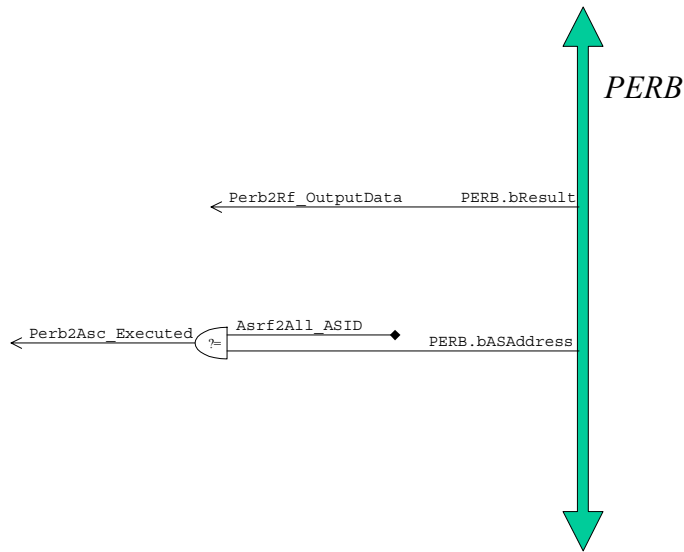 PERB
Perb2Rf_OutputData PERB.bResult
Asrf2All_ASID
Perb2Asc_Executed ?= PERB.bASAddress